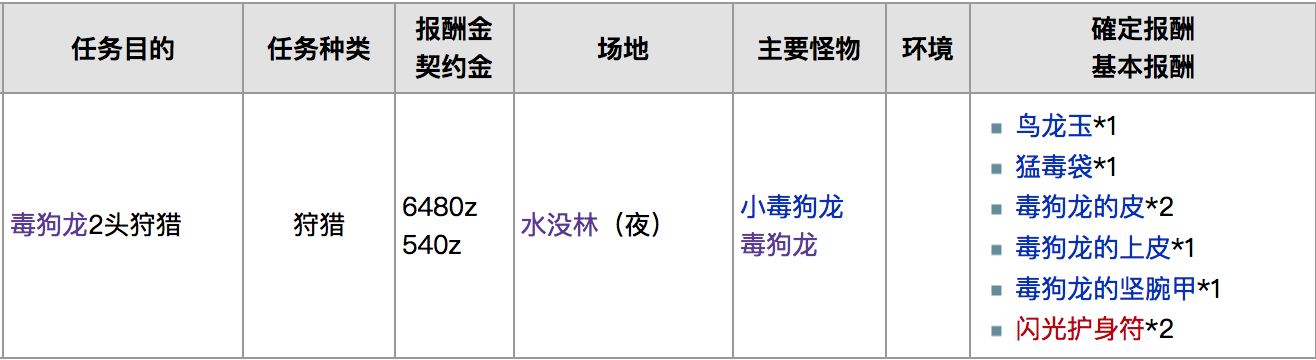 任务目的
任务种类
报酬金
契约金
场地
主要怪物
环境
確定报酬
基本报酬
毒狗龙2头狩猎
狩猎
6480z
540z
水没林（夜）
小毒狗龙
毒狗龙
鸟龙玉*1
猛毒袋*1
毒狗龙的皮*2
毒狗龙的上皮*1
毒狗龙的坚腕甲*1
闪光护身符*2